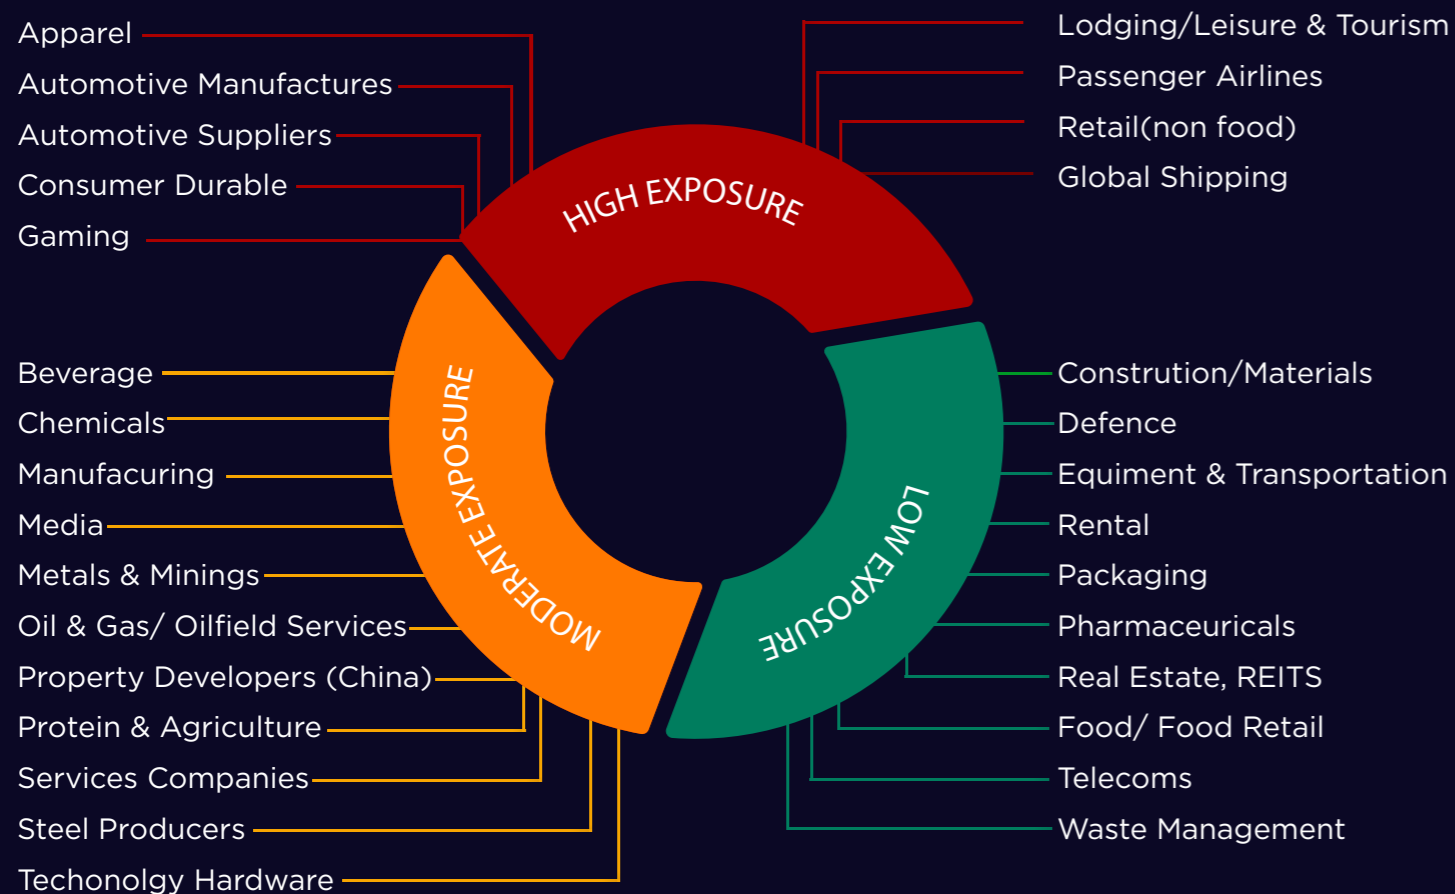 Apparel
Automotive Manufactures
Automotive Suppliers
Consumer Durable
Gaming
Lodging/Leisure & Tourism
Passenger Airlines
Retail(non food)
Global Shipping
HIGH EXPOSURE
Beverage
Chemicals
Manufacuring
Media
Metals & Minings
Oil & Gas/ Oilfield Services
Property Developers (China)
Protein & Agriculture
Services Companies
Steel Producers
Techonolgy Hardware
MODERATE EXPOSURE
LOW EXPOSURE
Constrution/Materials
Defence
Equiment & Transportation
Rental
Packaging
Pharmaceuricals
Real Estate, REITS
Food/ Food Retail
Telecoms
Waste Management